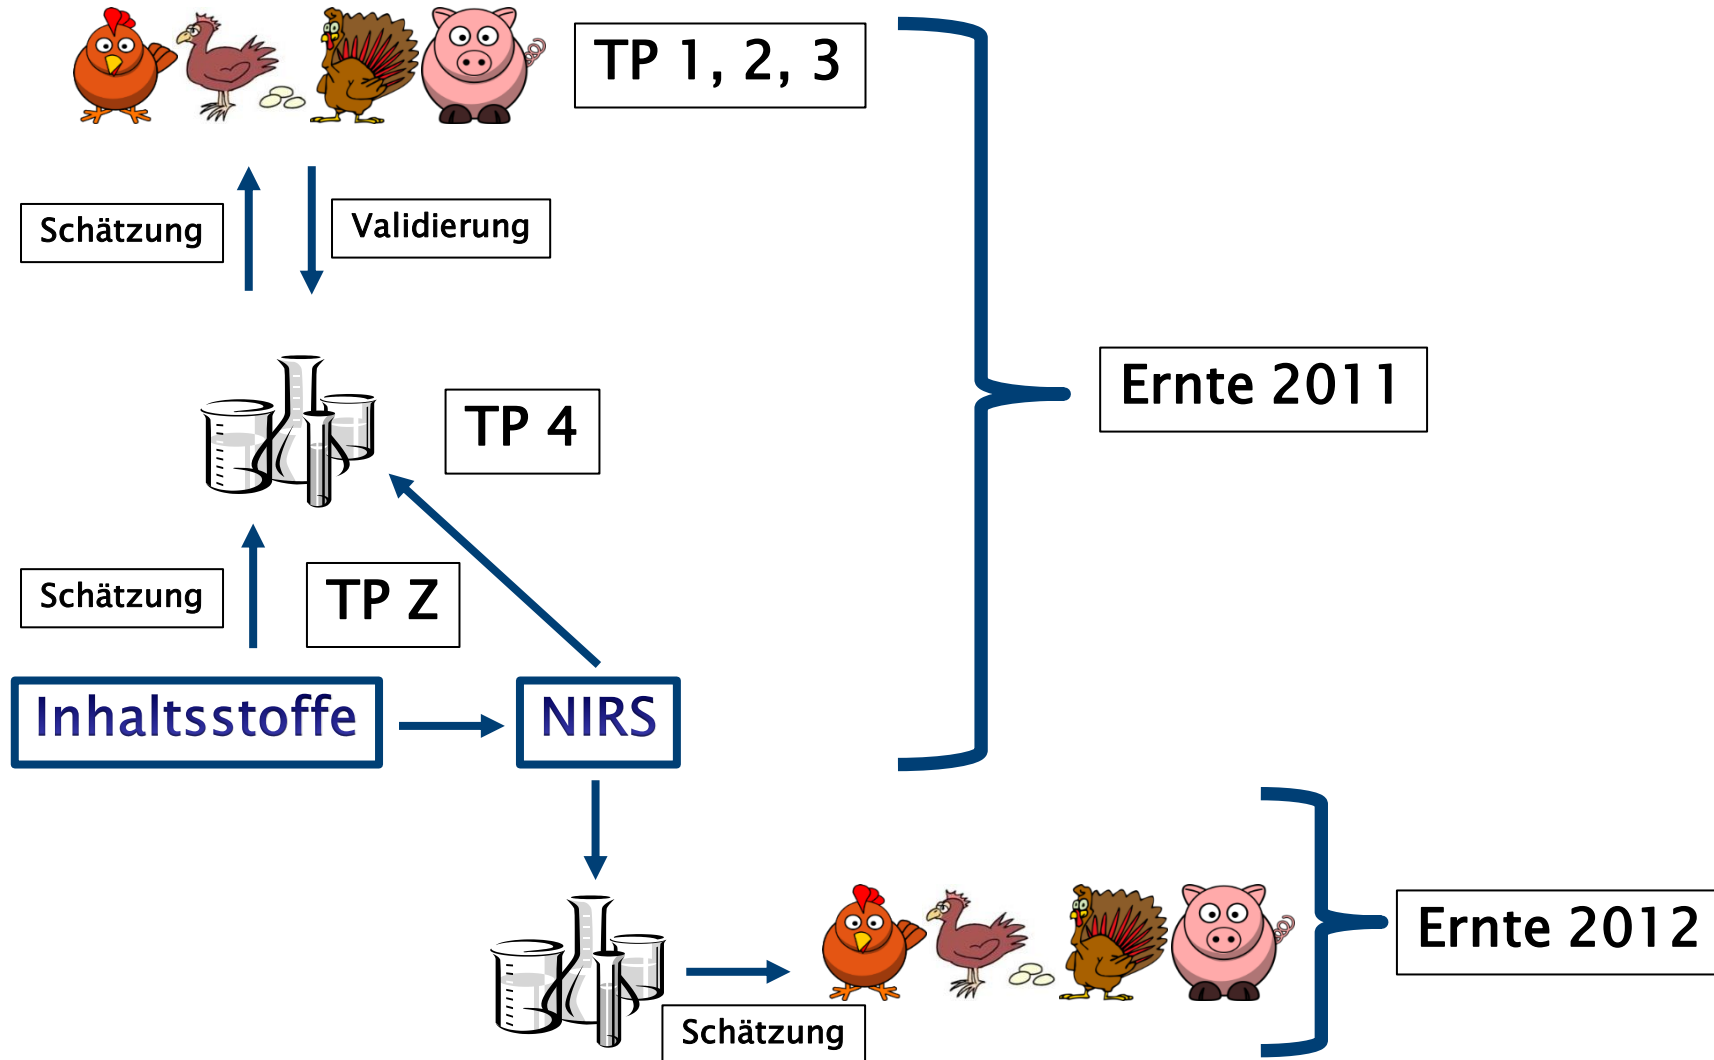 TP 1, 2, 3
Schätzung
Validierung
Ernte 2011
TP 4
Schätzung
TP Z
Inhaltsstoffe
NIRS
Ernte 2012
Schätzung